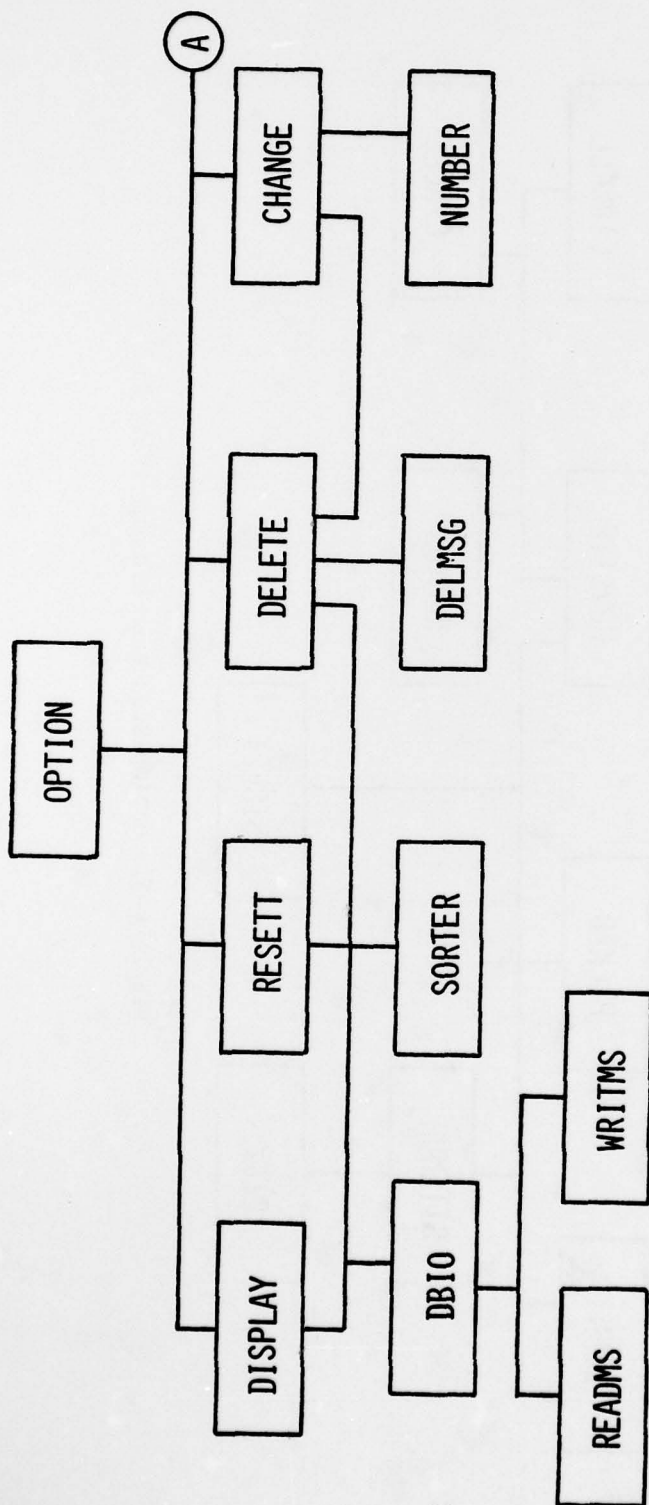 OPTION
A
DISPLAY
RESETT
DELETE
CHANGE
DBIO
SORTER
DELMSG
NUMBER
READMS
WRITMS